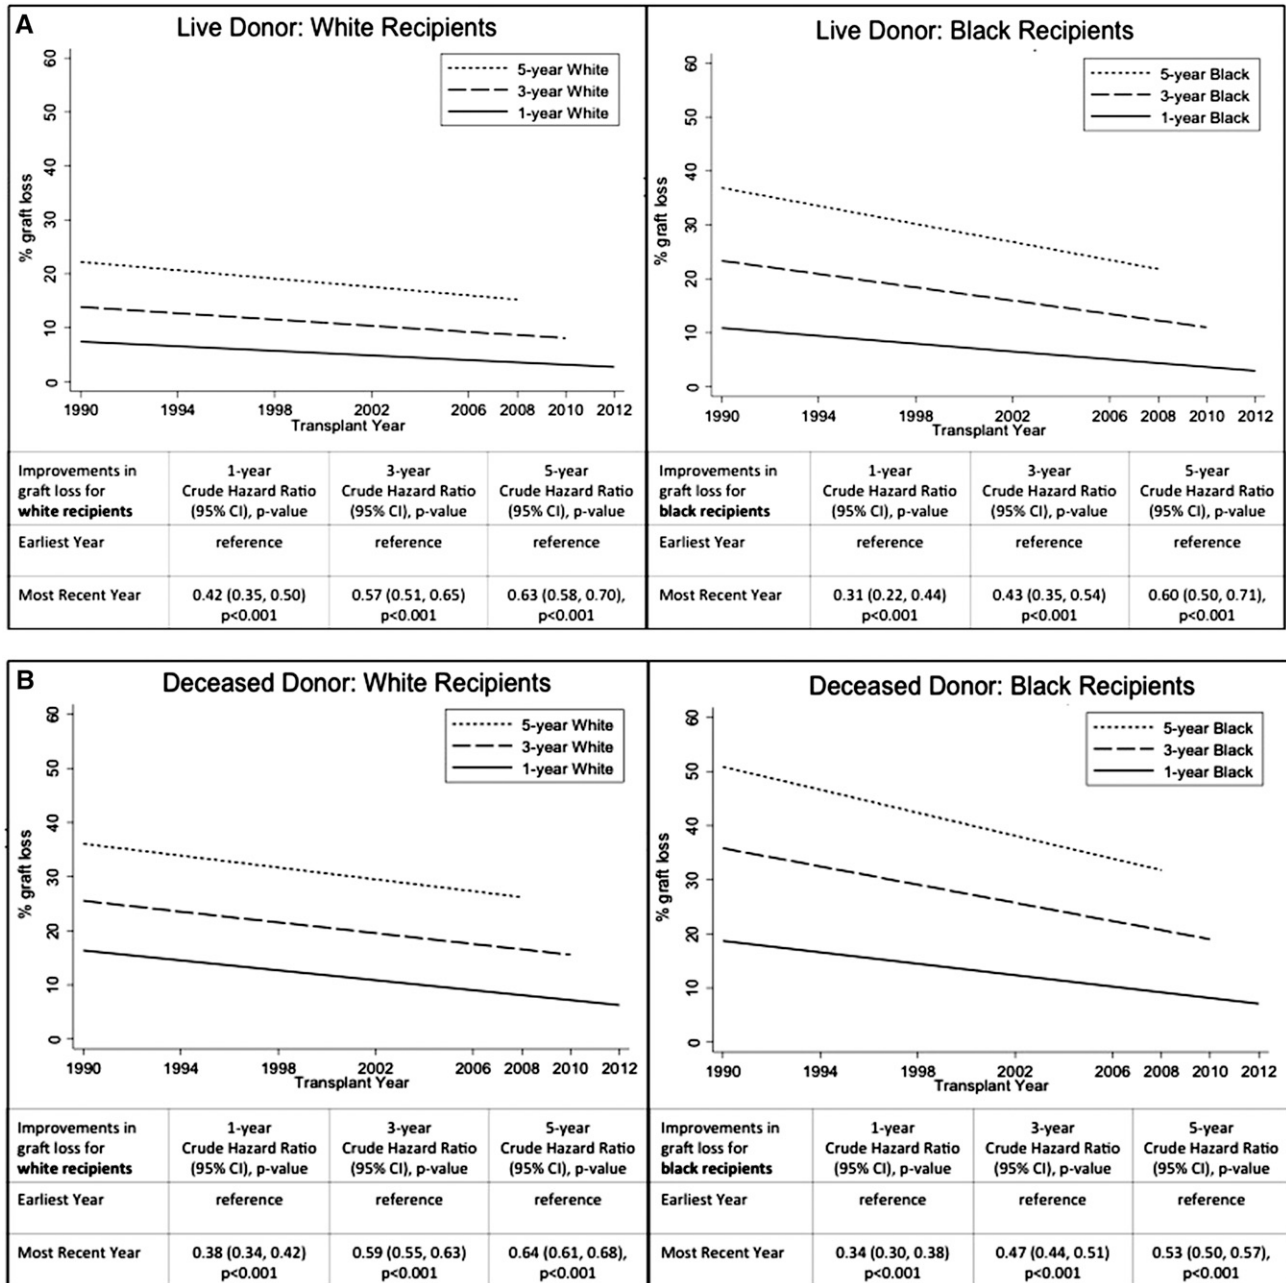 A
Live Donor: White Recipients
5-year White
3-year White
1-year White
% graft loss
60
50
40
30
20
10
0
1990 1994 1998 2002 2006 2008 2010 2012
Transplant Year
Improvements in graft loss for white recipients
1-year Crude Hazard Ratio (95% CI), p-value
3-year Crude Hazard Ratio (95% CI), p-value
5-year Crude Hazard Ratio (95% CI), p-value
Earliest Year reference reference reference
Most Recent Year
0.42 (0.35, 0.50) p<0.001
0.57 (0.51, 0.65) p<0.001
0.63 (0.58, 0.70), p<0.001
Live Donor: Black Recipients
5-year Black
3-year Black
1-year Black
% graft loss
60
50
40
30
20
10
0
1990 1994 1998 2002 2006 2008 2010 2012
Transplant Year
Improvements in graft loss for black recipients
1-year Crude Hazard Ratio (95% CI), p-value
3-year Crude Hazard Ratio (95% CI), p-value
5-year Crude Hazard Ratio (95% CI), p-value
Earliest Year reference reference reference
Most Recent Year
0.31 (0.22, 0.44) p<0.001
0.43 (0.35, 0.54) p<0.001
0.60 (0.50, 0.71), p<0.001
B
Deceased Donor: White Recipients
5-year White
3-year White
1-year White
% graft loss
60
50
40
30
20
10
0
1990 1994 1998 2002 2006 2008 2010 2012
Transplant Year
Improvements in graft loss for white recipients
1-year Crude Hazard Ratio (95% CI), p-value
3-year Crude Hazard Ratio (95% CI), p-value
5-year Crude Hazard Ratio (95% CI), p-value
Earliest Year reference reference reference
Most Recent Year
0.38 (0.34, 0.42) p<0.001
0.59 (0.55, 0.63) p<0.001
0.64 (0.61, 0.68), p<0.001
Deceased Donor: Black Recipients
5-year Black
3-year Black
1-year Black
% graft loss
60
50
40
30
20
10
0
1990 1994 1998 2002 2006 2008 2010 2012
Transplant Year
Improvements in graft loss for black recipients
1-year Crude Hazard Ratio (95% CI), p-value
3-year Crude Hazard Ratio (95% CI), p-value
5-year Crude Hazard Ratio (95% CI), p-value
Earliest Year reference reference reference
Most Recent Year
0.34 (0.30, 0.38) p<0.001
0.47 (0.44, 0.51) p<0.001
0.53 (0.50, 0.57), p<0.001